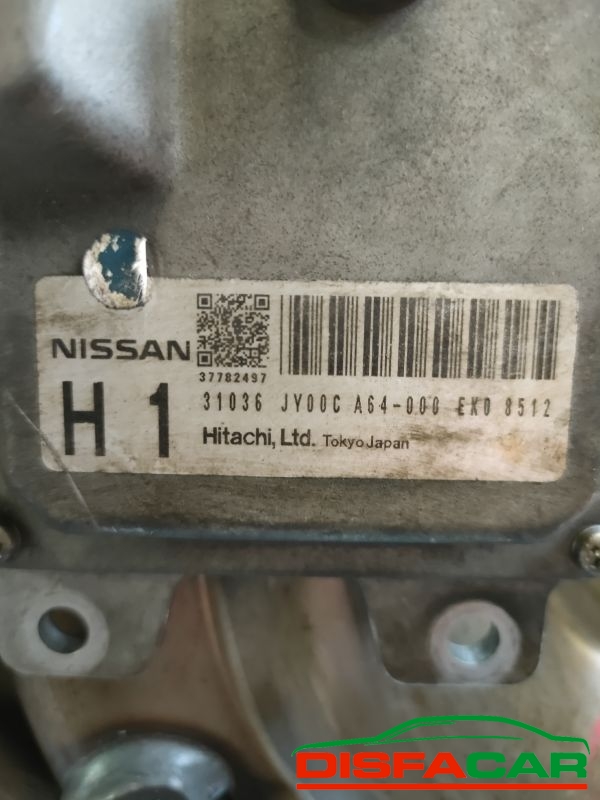 NISSAN
37782497
H 1
31036 JY00C A64-000 EK0 8512
Hitachi, Ltd. Tokyo Japan
DISFACAR